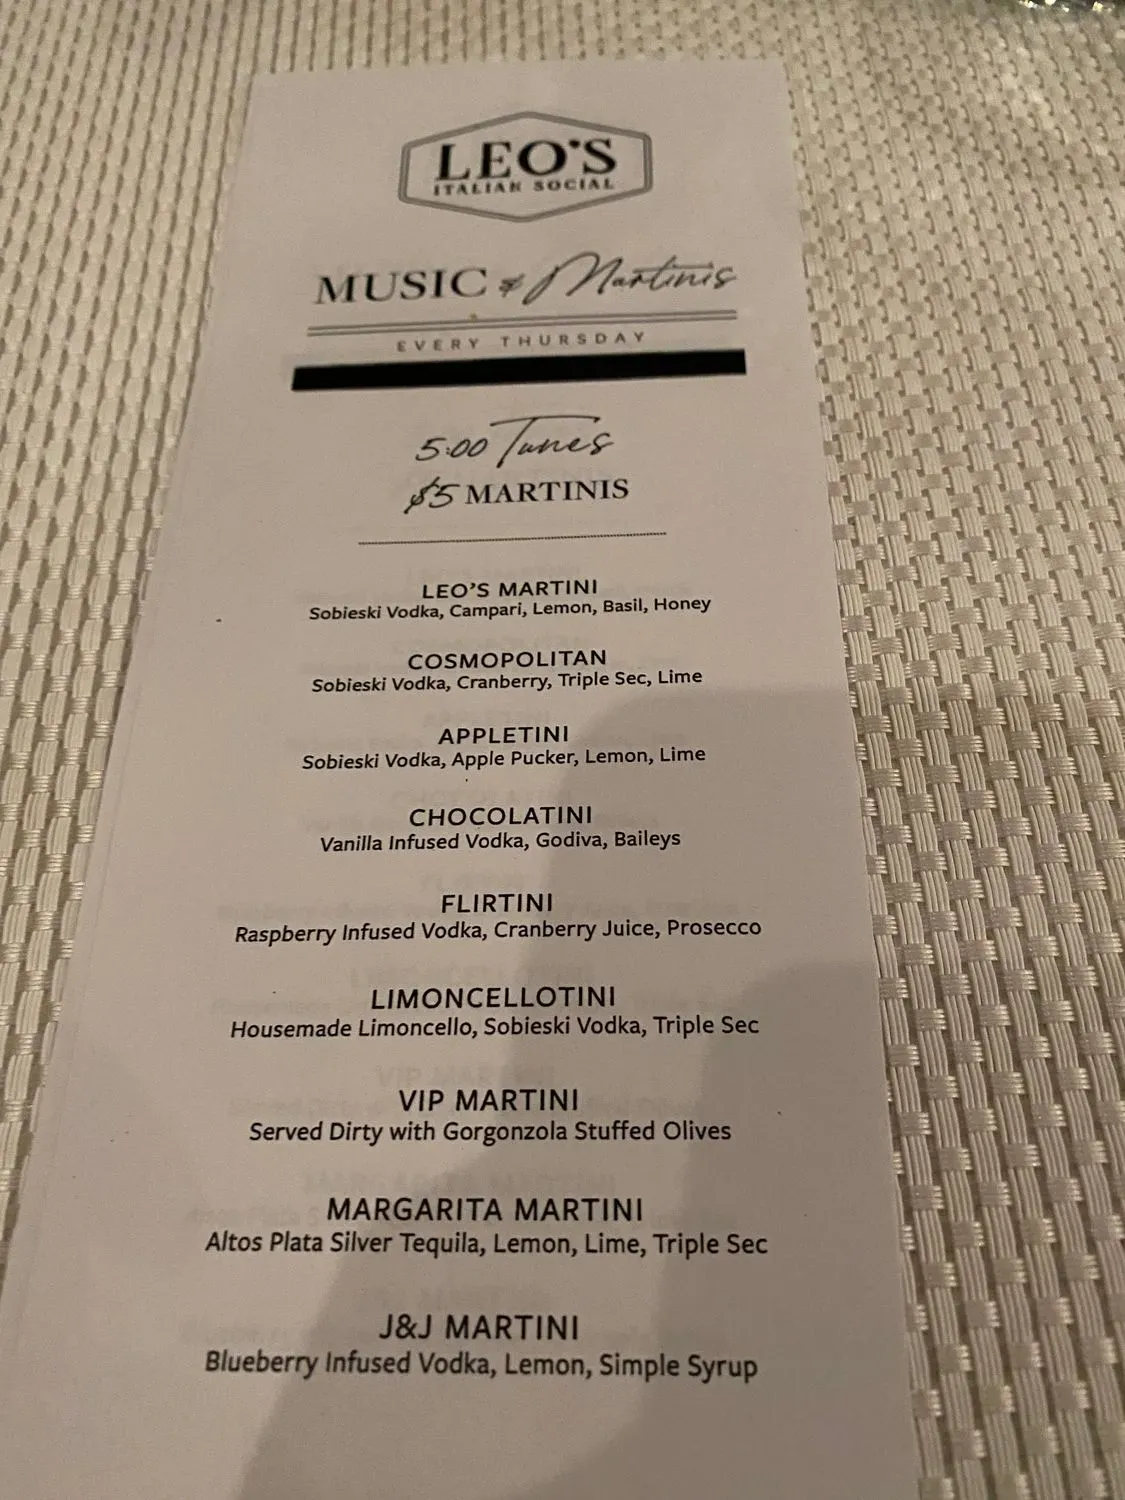 LEO'S
ITALIAN SOCIAL
MUSIC & Martinis
EVERY THURSDAY
5:00 Tunes
$5 MARTINIS
LEO'S MARTINI
Sobieski Vodka, Campari, Lemon, Basil, Honey
COSMOPOLITAN
Sobieski Vodka, Cranberry, Triple Sec, Lime
APPLETINI
Sobieski Vodka, Apple Pucker, Lemon, Lime
CHOCOLATINI
Vanilla Infused Vodka, Godiva, Baileys
FLIRTINI
Raspberry Infused Vodka, Cranberry Juice, Prosecco
LIMONCELLOTINI
Housemade Limoncello, Sobieski Vodka, Triple Sec
VIP MARTINI
Served Dirty with Gorgonzola Stuffed Olives
MARGARITA MARTINI
Altos Plata Silver Tequila, Lemon, Lime, Triple Sec
J&J MARTINI
Blueberry Infused Vodka, Lemon, Simple Syrup